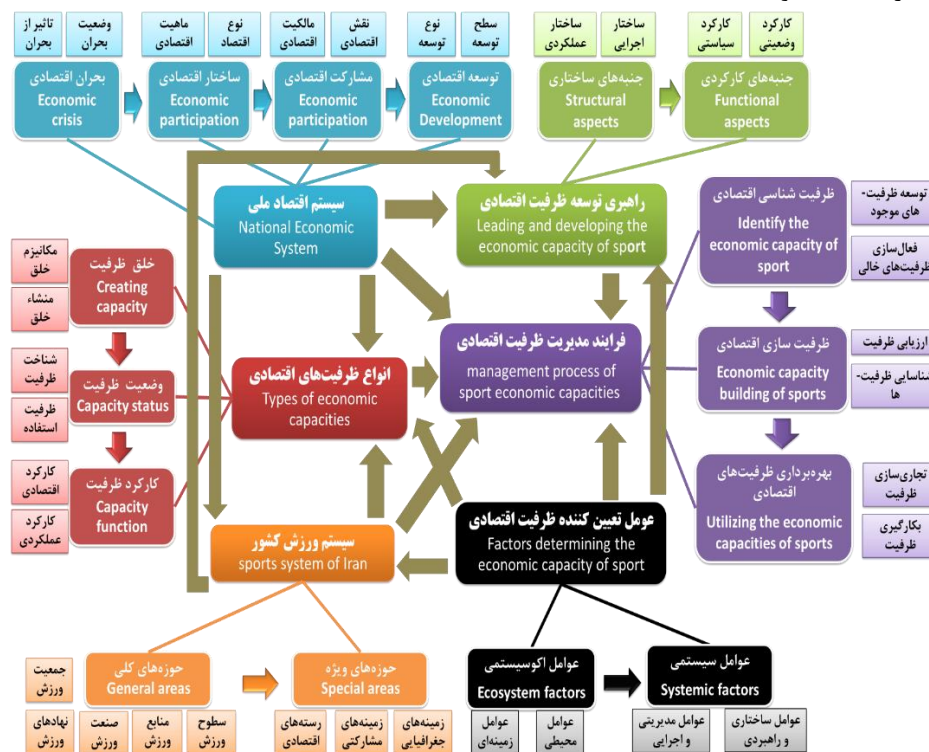 تاثیر از
بحران
وضعیت
بحران
ماهیت
اقتصادی
نوع
اقتصاد
مالکیت
اقتصادی
نقش
اقتصادی
نوع
توسعه
سطح
توسعه
ساختار
عملکردی
ساختار
اجرایی
کارکرد
سیاستی
کارکرد
وضعیتی
بحران اقتصادی
Economic
crisis
ساختار اقتصادی
Economic
participation
مشارکت اقتصادی
Economic
participation
توسعه اقتصادی
Economic
Development
جنبه‌های ساختاری
Structural
aspects
جنبه‌های کارکردی
Functional
aspects
سیستم اقتصاد ملی
National Economic
System
راهبری توسعه ظرفیت اقتصادی
Leading and developing
the economic capacity of sport
ظرفیت شناسی اقتصادی
Identify the
economic capacity of
sport
توسعه ظرفیت-
های موجود
فعال‌سازی
ظرفیت‌های خالی
مکانیزم
خلق
منشاء
خلق
خلق ظرفیت
Creating
capacity
شناخت
ظرفیت
ظرفیت
استفاده
وضعیت ظرفیت
Capacity status
کارکرد
اقتصادی
کارکرد
عملکردی
کارکرد ظرفیت
Capacity
function
انواع ظرفیت‌های اقتصادی
Types of economic
capacities
فرایند مدیریت ظرفیت اقتصادی
management process of
sport economic capacities
ظرفیت سازی اقتصادی
Economic capacity
building of sports
ارزیابی ظرفیت
شناسایی ظرفیت-
ها
بهره‌برداری ظرفیت‌های
اقتصادی
Utilizing the economic
capacities of sports
تجاری‌سازی
ظرفیت
بکارگیری
ظرفیت
سیستم ورزش کشور
sports system of Iran
عومل تعیین کننده ظرفیت اقتصادی
Factors determining the
economic capacity of sport
حوزه‌های کلی
General areas
حوزه‌های ویژه
Special areas
عوامل اکوسیستمی
Ecosystem factors
عوامل سیستمی
Systemic factors
جمعیت
ورزش
نهادهای
ورزش
صنعت
ورزش
منابع
ورزش
سطوح
ورزش
رسته‌های
اقتصادی
زمینه‌های
مشارکتی
زمینه‌های
جغرافیایی
عوامل
زمینه‌ای
عوامل
محیطی
عوامل مدیریتی
و اجرایی
عوامل ساختاری
و راهبردی